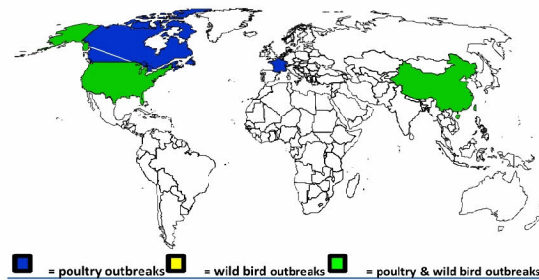 = poultry outbreaks = wild bird outbreaks = poultry & wild bird outbreaks